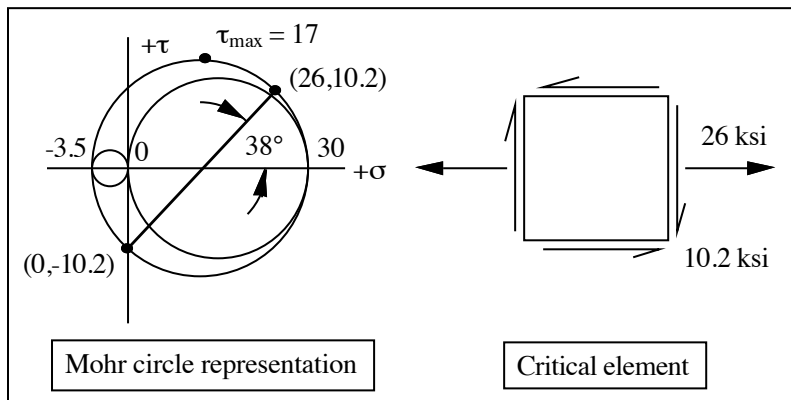 +τ
τmax = 17
(26,10.2)
-3.5
0
38°
30
+σ
(0,-10.2)
Mohr circle representation
26 ksi
10.2 ksi
Critical element